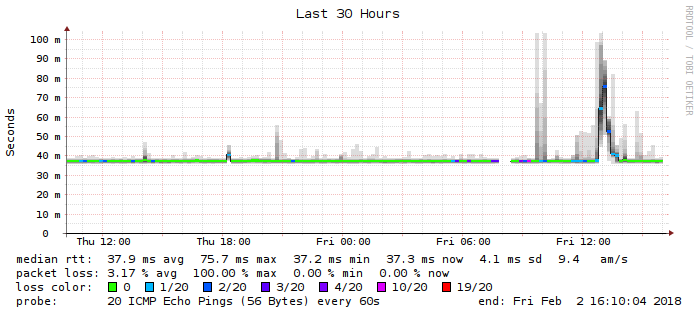 Last 30 Hours
RRDTOOL / TOBI OETIKER
Seconds
100 m
90 m
80 m
70 m
60 m
50 m
40 m
30 m
20 m
10 m
0
Thu 12:00 Thu 18:00 Fri 00:00 Fri 06:00 Fri 12:00
median rtt: 37.9 ms avg 75.7 ms max 37.2 ms min 37.3 ms now 4.1 ms sd 9.4 am/s
packet loss: 3.17 % avg 100.00 % max 0.00 % min 0.00 % now
loss color: 0 1/20 2/20 3/20 4/20 10/20 19/20
probe: 20 ICMP Echo Pings (56 Bytes) every 60s end: Fri Feb 2 16:10:04 2018